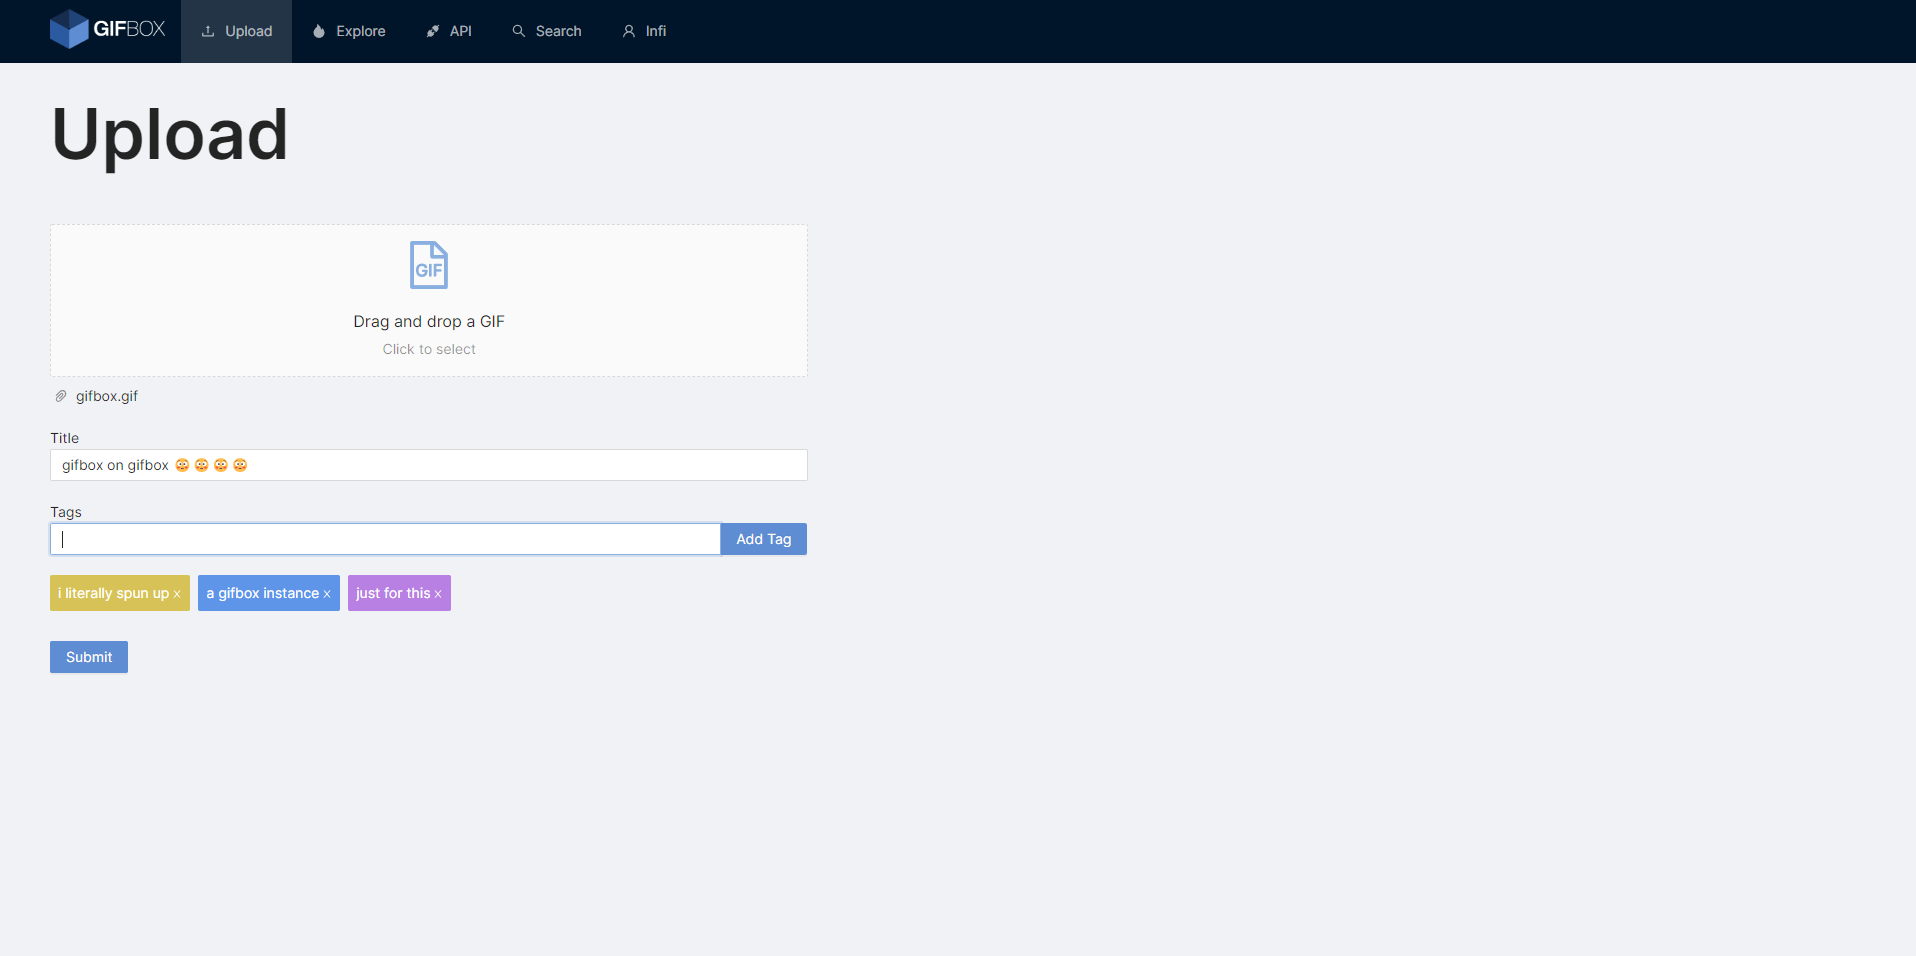 GIFBOX Upload Explore API Search Infi
Upload
GIF
Drag and drop a GIF
Click to select
gifbox.gif
Title
gifbox on gifbox 😳 😳 😳 😳
Tags
Add Tag
i literally spun up x a gifbox instance x just for this x
Submit